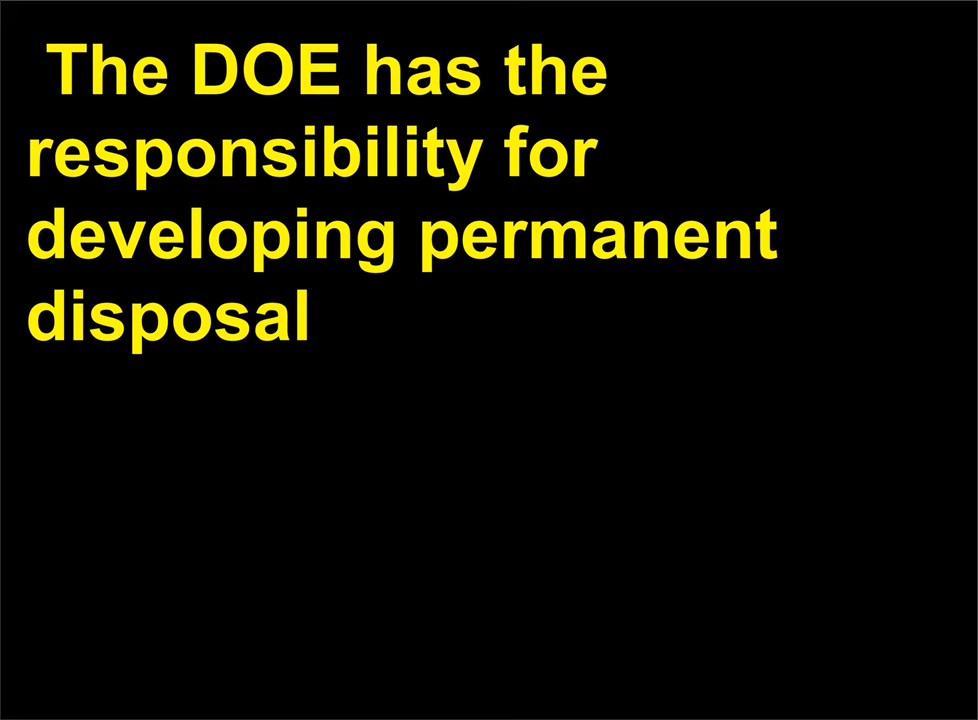 The DOE has the
responsibility for
developing permanent
disposal